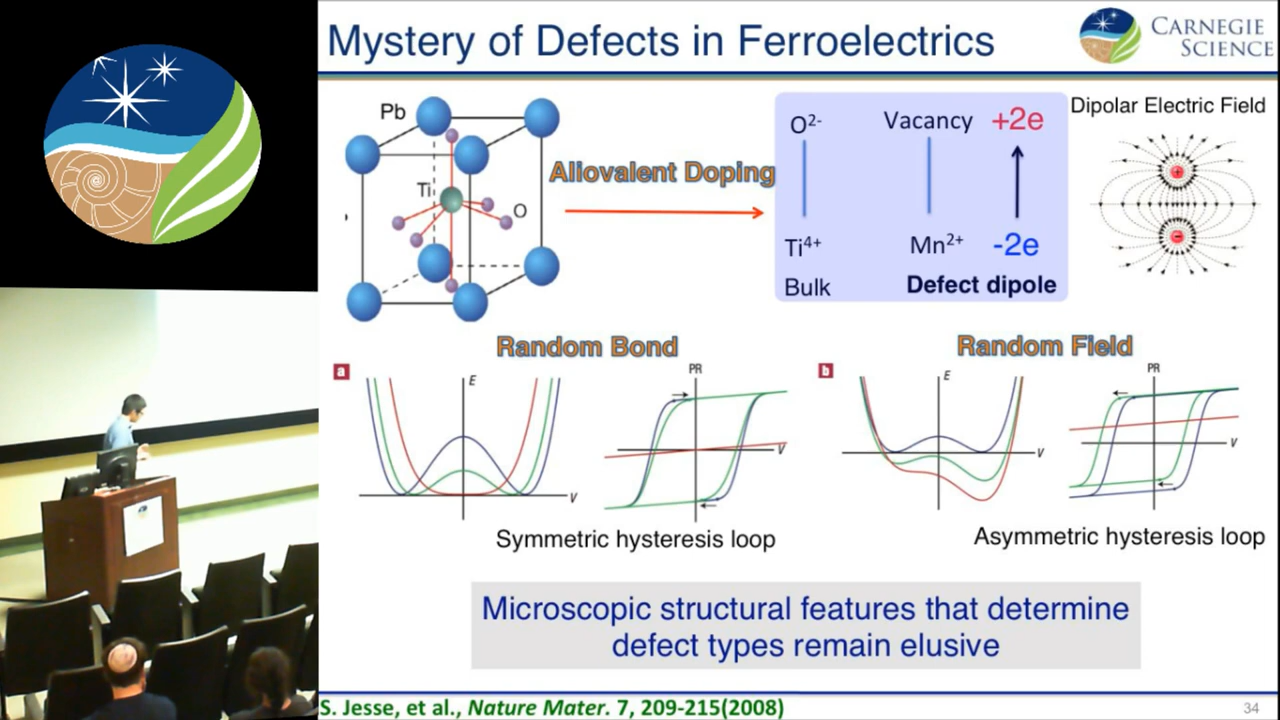 Mystery of Defects in Ferroelectrics
CARNEGIE
SCIENCE
Pb
Ti
O
Aliovalent Doping
O2-
Vacancy
+2e
Ti4+
Mn2+
-2e
Bulk
Defect dipole
Dipolar Electric Field
+
-
Random Bond
Random Field
a
E
V
PR
V
b
E
V
PR
V
Symmetric hysteresis loop
Asymmetric hysteresis loop
Microscopic structural features that determine
defect types remain elusive
S. Jesse, et al., Nature Mater. 7, 209-215(2008)
34